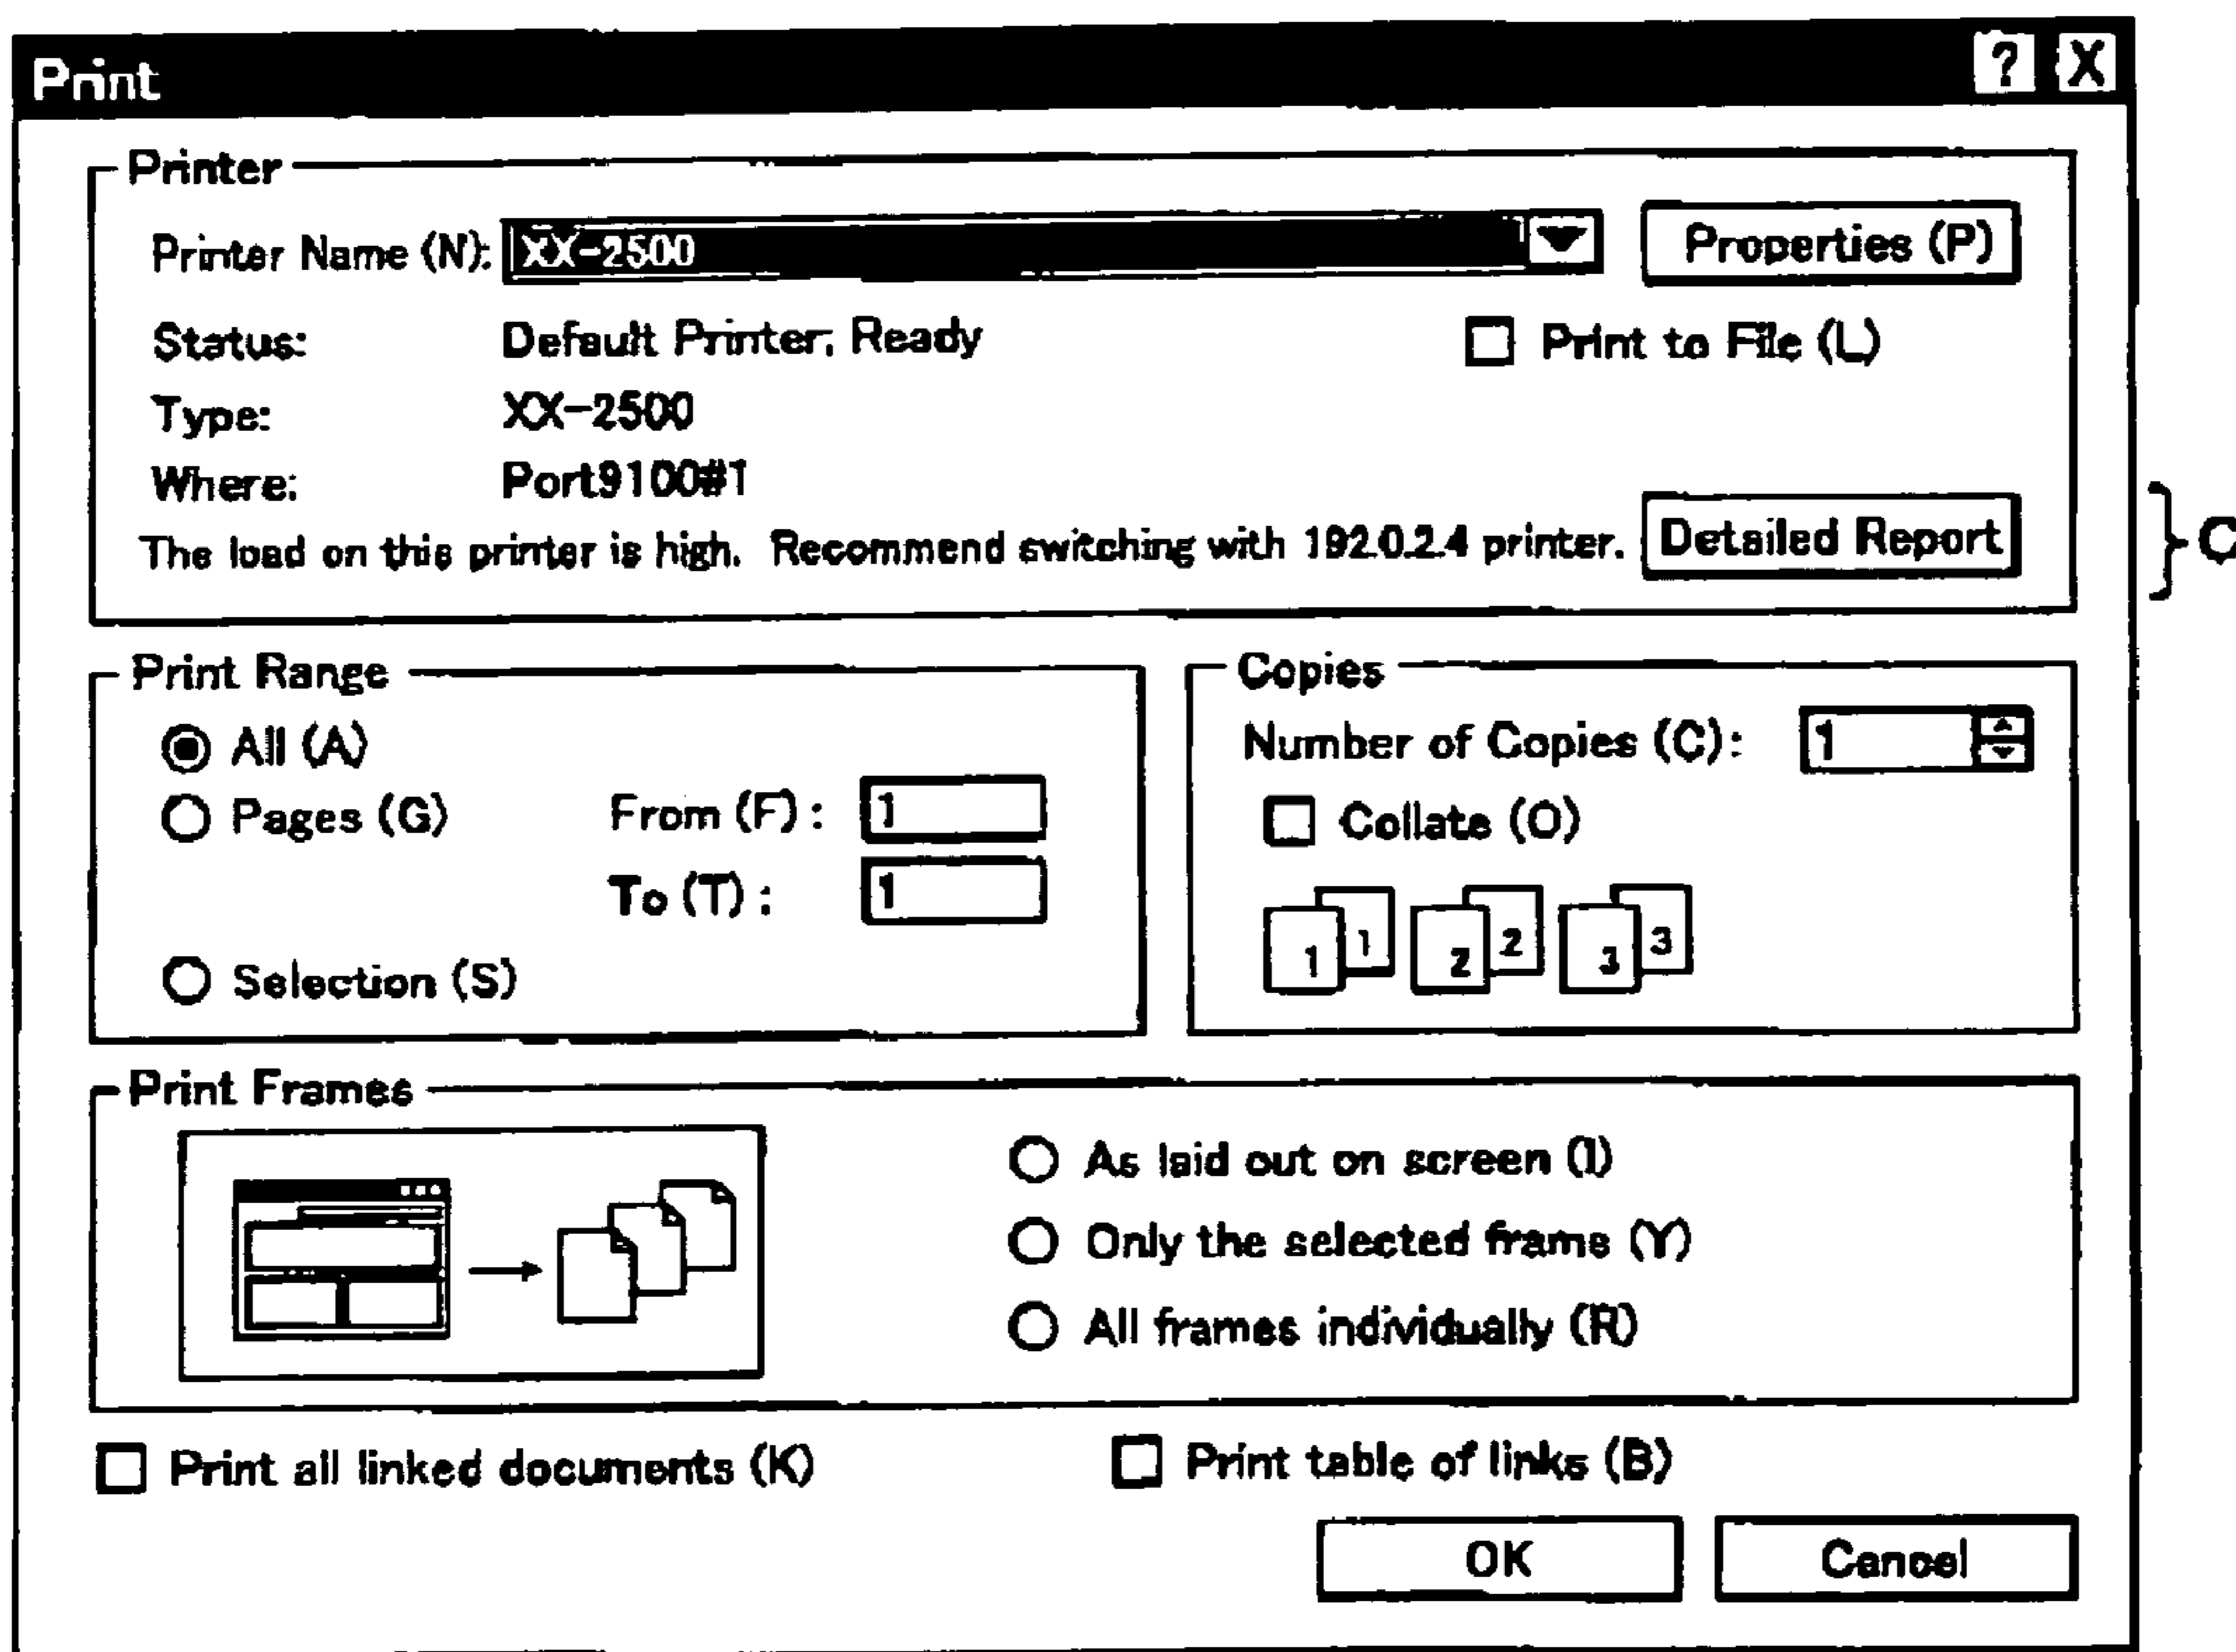 Print ? X
Printer
Printer Name (N): XX-2500 Properties (P)
Status: Default Printer, Ready Print to File (L)
Type: XX-2500
Where: Port9100#1
The load on this printer is high. Recommend switching with 192.0.2.4 printer. Detailed Report C
Print Range
All (A)
Pages (G) From (F) : 1
To (T) : 1
Selection (S)
Copies
Number of Copies (C): 1
Collate (O)
1 1 2 2 3 3
Print Frames
As laid out on screen (I)
Only the selected frame (Y)
All frames individually (R)
Print all linked documents (K) Print table of links (B)
OK Cancel